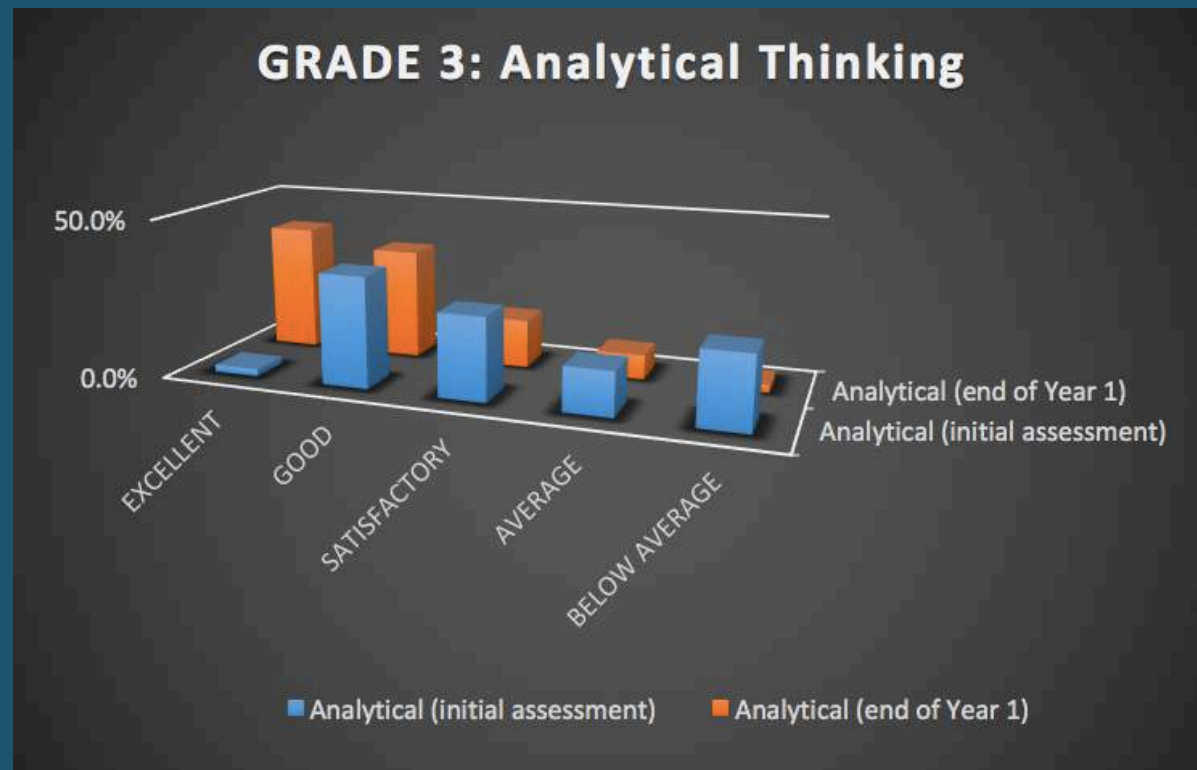 GRADE 3: Analytical Thinking
50.0%
0.0%
EXCELLENT
GOOD
SATISFACTORY
AVERAGE
BELOW AVERAGE
Analytical (end of Year 1)
Analytical (initial assessment)
Analytical (initial assessment)
Analytical (end of Year 1)